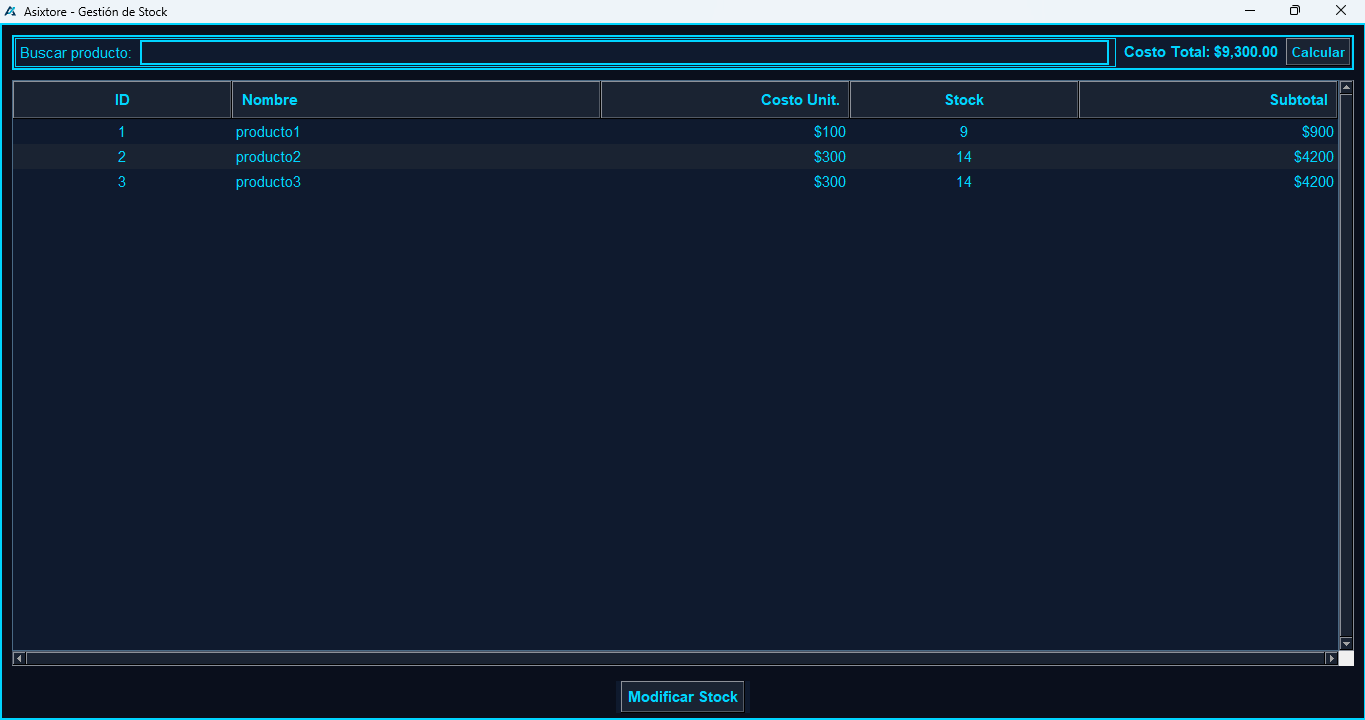 Asixtore - Gestión de Stock
Buscar producto: Costo Total: $9,300.00 Calcular
ID Nombre Costo Unit. Stock Subtotal
1 producto1 $100 9 $900
2 producto2 $300 14 $4200
3 producto3 $300 14 $4200
Modificar Stock